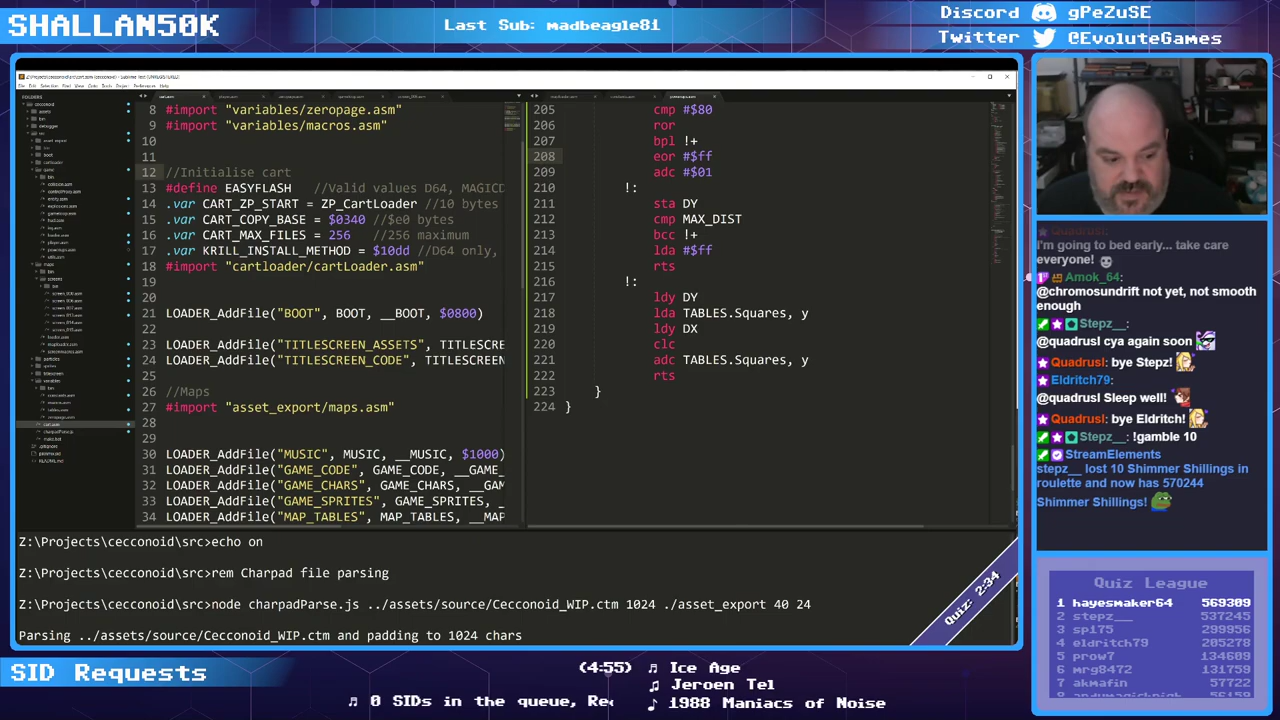 SHALLAN50K
Last Sub: madbeagle81
Discord gPeZuSE
Twitter @EvoluteGames
8 #import "variables/zeropage.asm"
9 #import "variables/macros.asm"
10
11
12 //Initialise cart
13 #define EASYFLASH //Valid values D64, MAGICD
14 .var CART_ZP_START = ZP_CartLoader //10 bytes
15 .var CART_COPY_BASE = $0340 //$e0 bytes
16 .var CART_MAX_FILES = 256 //256 maximum
17 .var KRILL_INSTALL_METHOD = $10dd //D64 only,
18 #import "cartloader/cartLoader.asm"
19
20
21 LOADER_AddFile("BOOT", BOOT, __BOOT, $0800)
22
23 LOADER_AddFile("TITLESCREEN_ASSETS", TITLESCREEN
24 LOADER_AddFile("TITLESCREEN_CODE", TITLESCREEN
25
26 //Maps
27 #import "asset_export/maps.asm"
28
29
30 LOADER_AddFile("MUSIC", MUSIC, __MUSIC, $1000)
31 LOADER_AddFile("GAME_CODE", GAME_CODE, __GAME_
32 LOADER_AddFile("GAME_CHARS", GAME_CHARS, __GAM
33 LOADER_AddFile("GAME_SPRITES", GAME_SPRITES, _
34 LOADER_AddFile("MAP_TABLES", MAP_TABLES, __MAP
205 cmp #$80
206 ror
207 bpl !+
208 eor #$ff
209 adc #$01
210 !:
211 sta DY
212 cmp MAX_DIST
213 bcc !+
214 lda #$ff
215 rts
216 !:
217 ldy DY
218 lda TABLES.Squares, y
219 ldy DX
220 clc
221 adc TABLES.Squares, y
222 rts
223 }
224 }
Z:\Projects\cecconoid\src>echo on
Z:\Projects\cecconoid\src>rem Charpad file parsing
Z:\Projects\cecconoid\src>node charpadParse.js ../assets/source/Cecconoid_WIP.ctm 1024 ./asset_export 40 24
Parsing ../assets/source/Cecconoid_WIP.ctm and padding to 1024 chars
Quiz: 2:34
Quadrusl:
I'm going to bed early... take care
everyone!
Amok_64:
@chromosundrift not yet, not smooth
enough
Stepz__:
@quadrusl cya again soon
Quadrusl: bye Stepz!
Eldritch79:
@quadrusl Sleep well!
Quadrusl: bye Eldritch!
Stepz__: !gamble 10
StreamElements
stepz__ lost 10 Shimmer Shillings in
roulette and now has 570244
Shimmer Shillings!
Quiz League
1 hayesmaker64 569309
2 stepz__ 537245
3 sp175 299956
4 eldritch79 205278
5 prow7 134609
6 mrg8472 131759
7 akmafin 57722
SID Requests
(4:55)
Ice Age
Jeroen Tel
1988 Maniacs of Noise
0 SIDs in the queue, Re